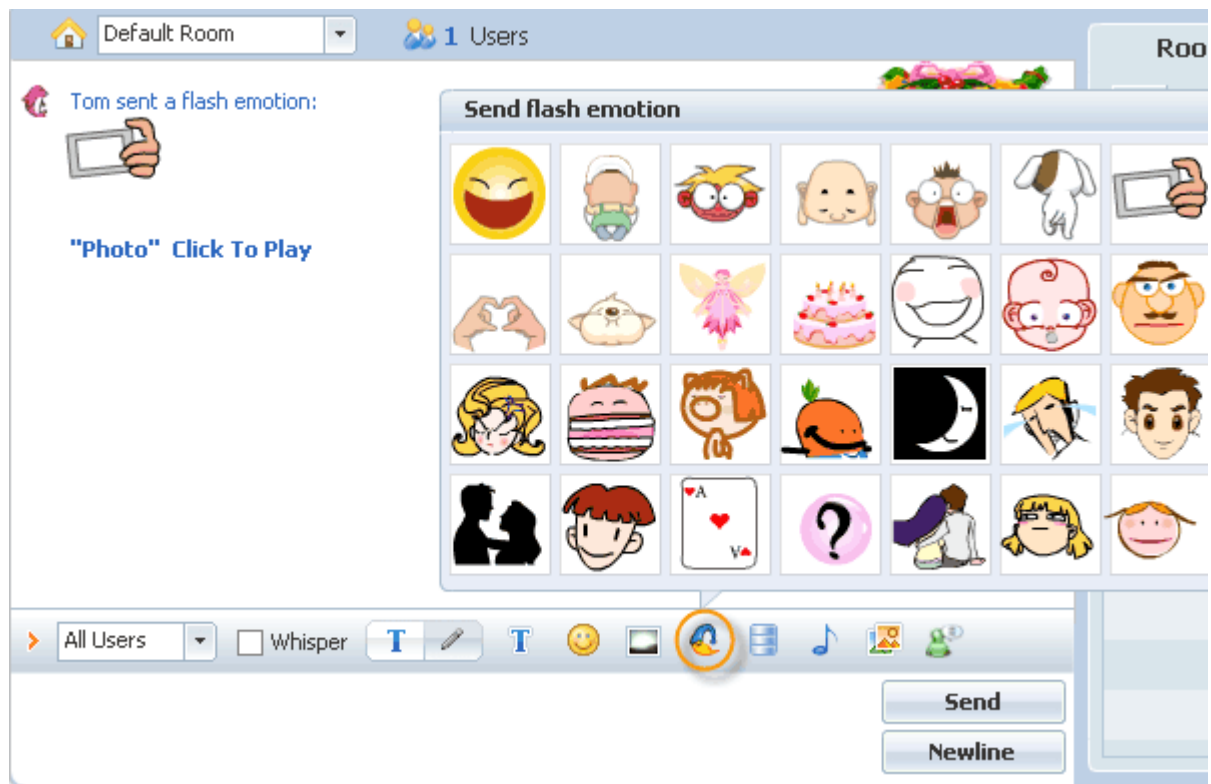 Default Room
1 Users
Roo
Tom sent a flash emotion:
Send flash emotion
"Photo" Click To Play
A
?
A
All Users
Whisper
T
T
Send
Newline